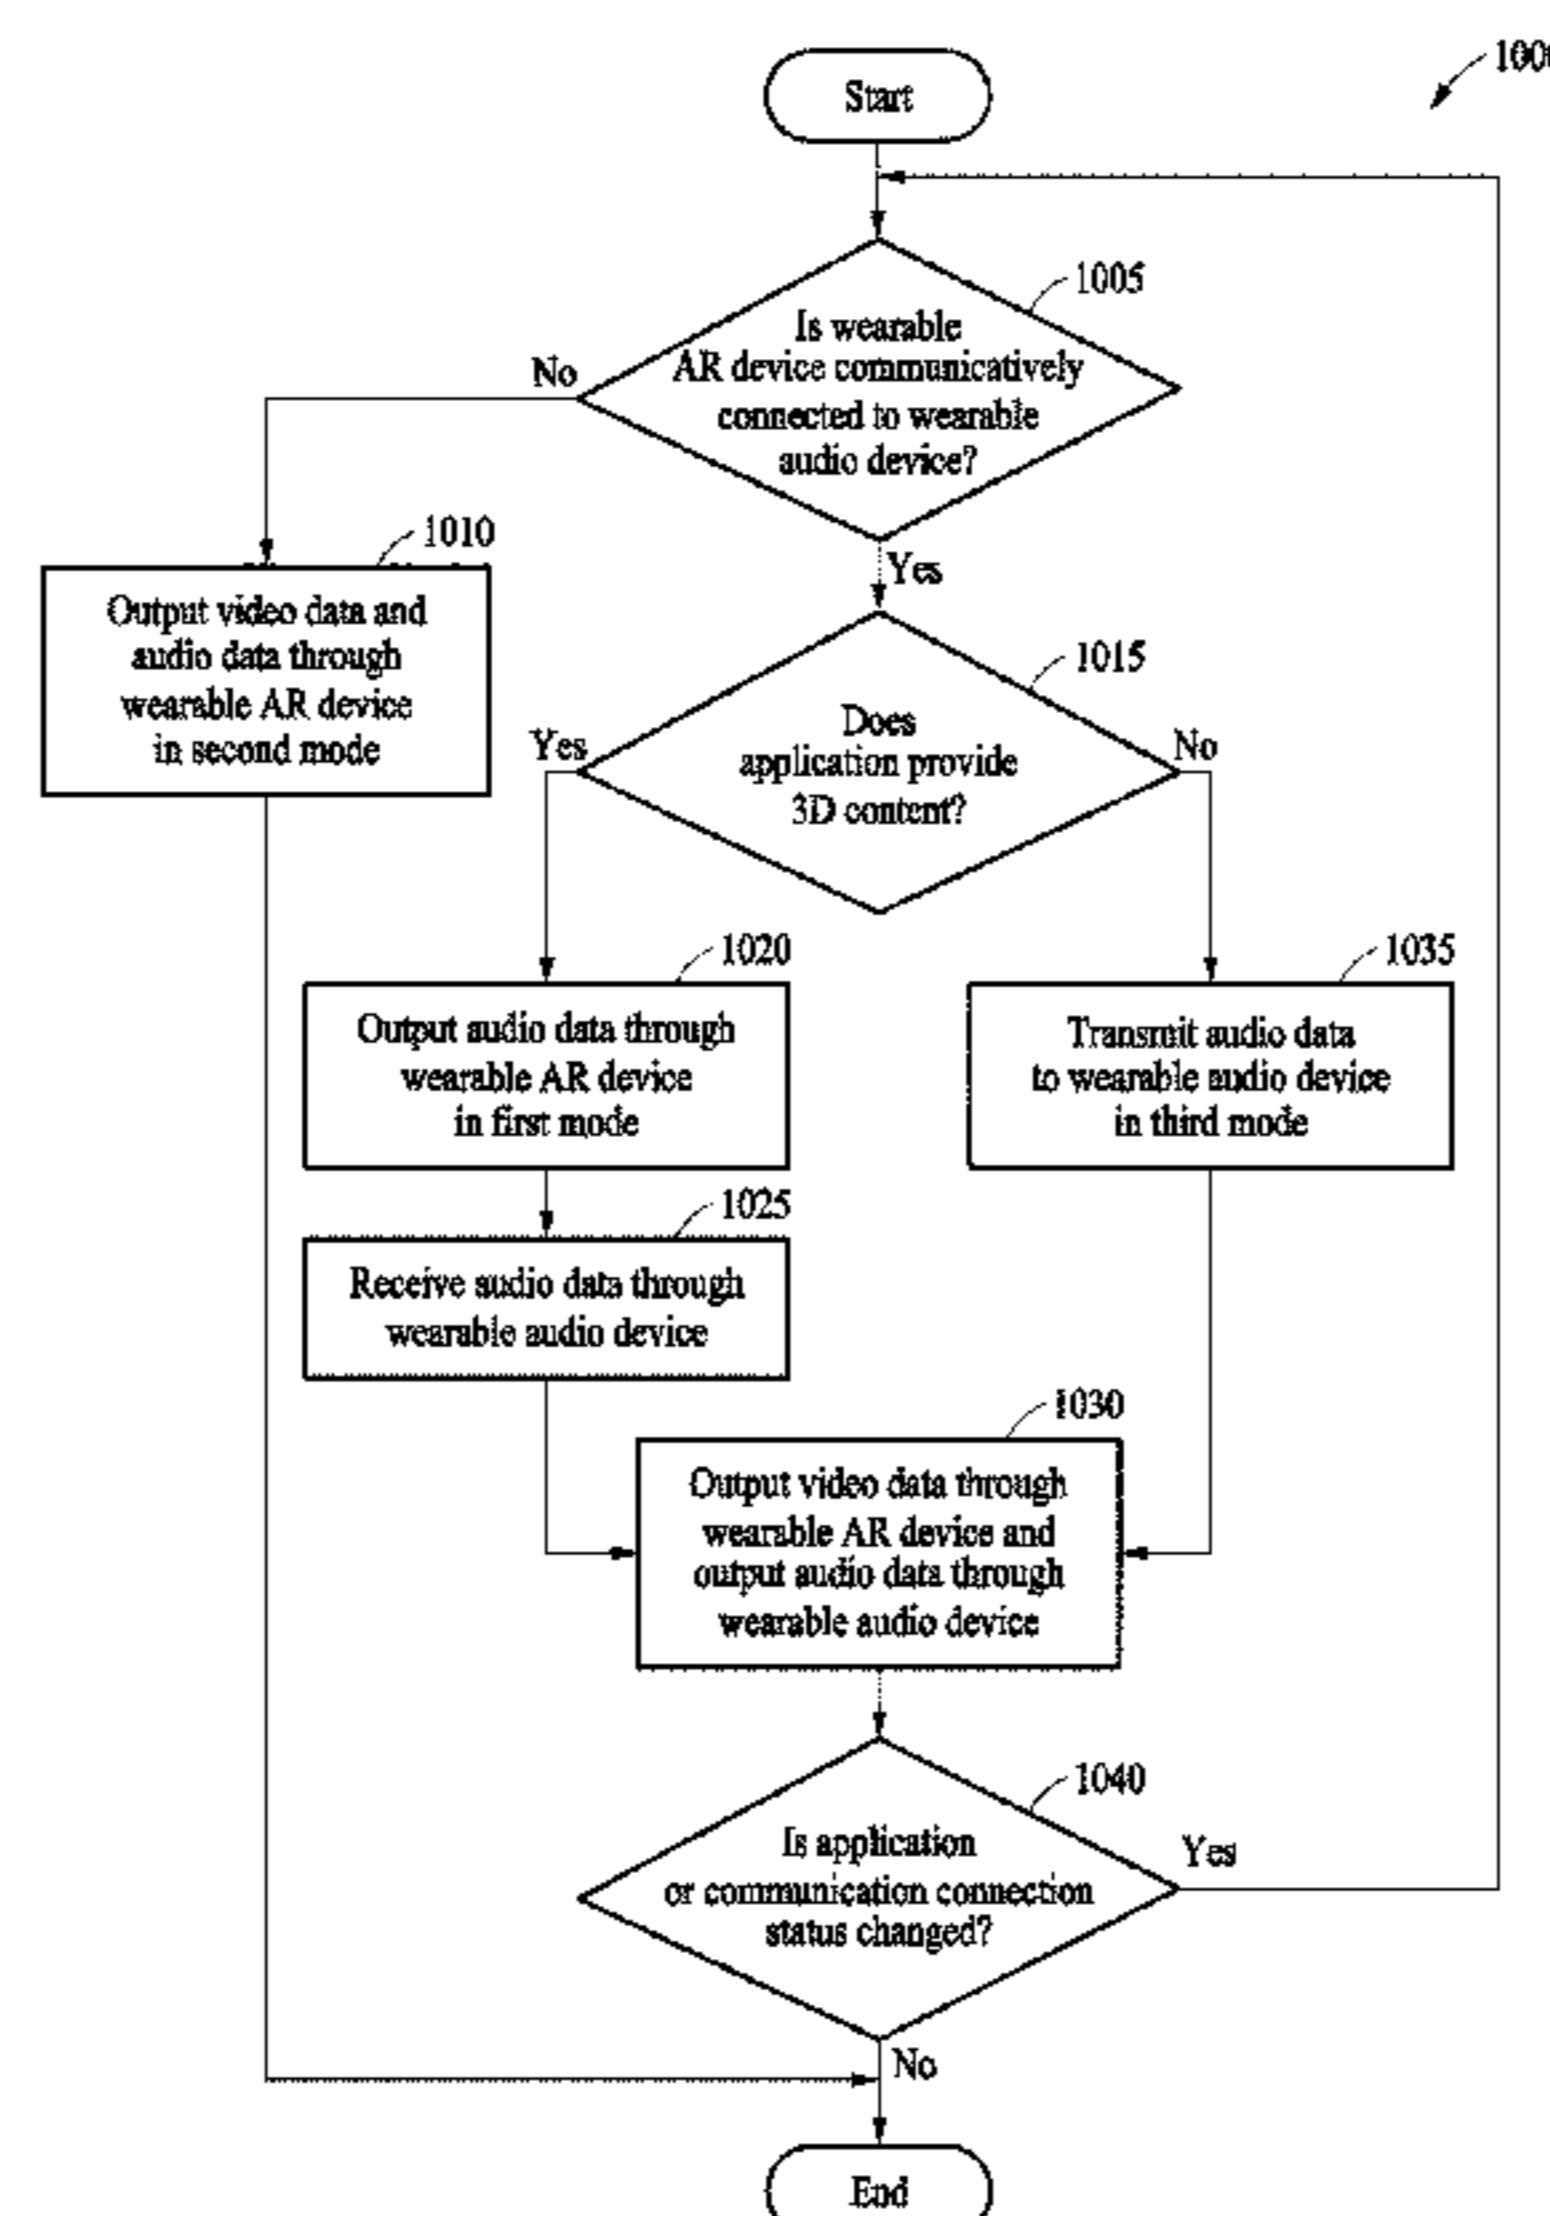 1000
Start
1005
Is wearable
AR device communicatively
connected to wearable
audio device?
No
Yes
1010
Output video data and
audio data through
wearable AR device
in second mode
1015
Does
application provide
3D content?
Yes
No
1020
Output audio data through
wearable AR device
in first mode
1035
Transmit audio data
to wearable audio device
in third mode
1025
Receive audio data through
wearable audio device
1030
Output video data through
wearable AR device and
output audio data through
wearable audio device
1040
Is application
or communication connection
status changed?
Yes
No
End